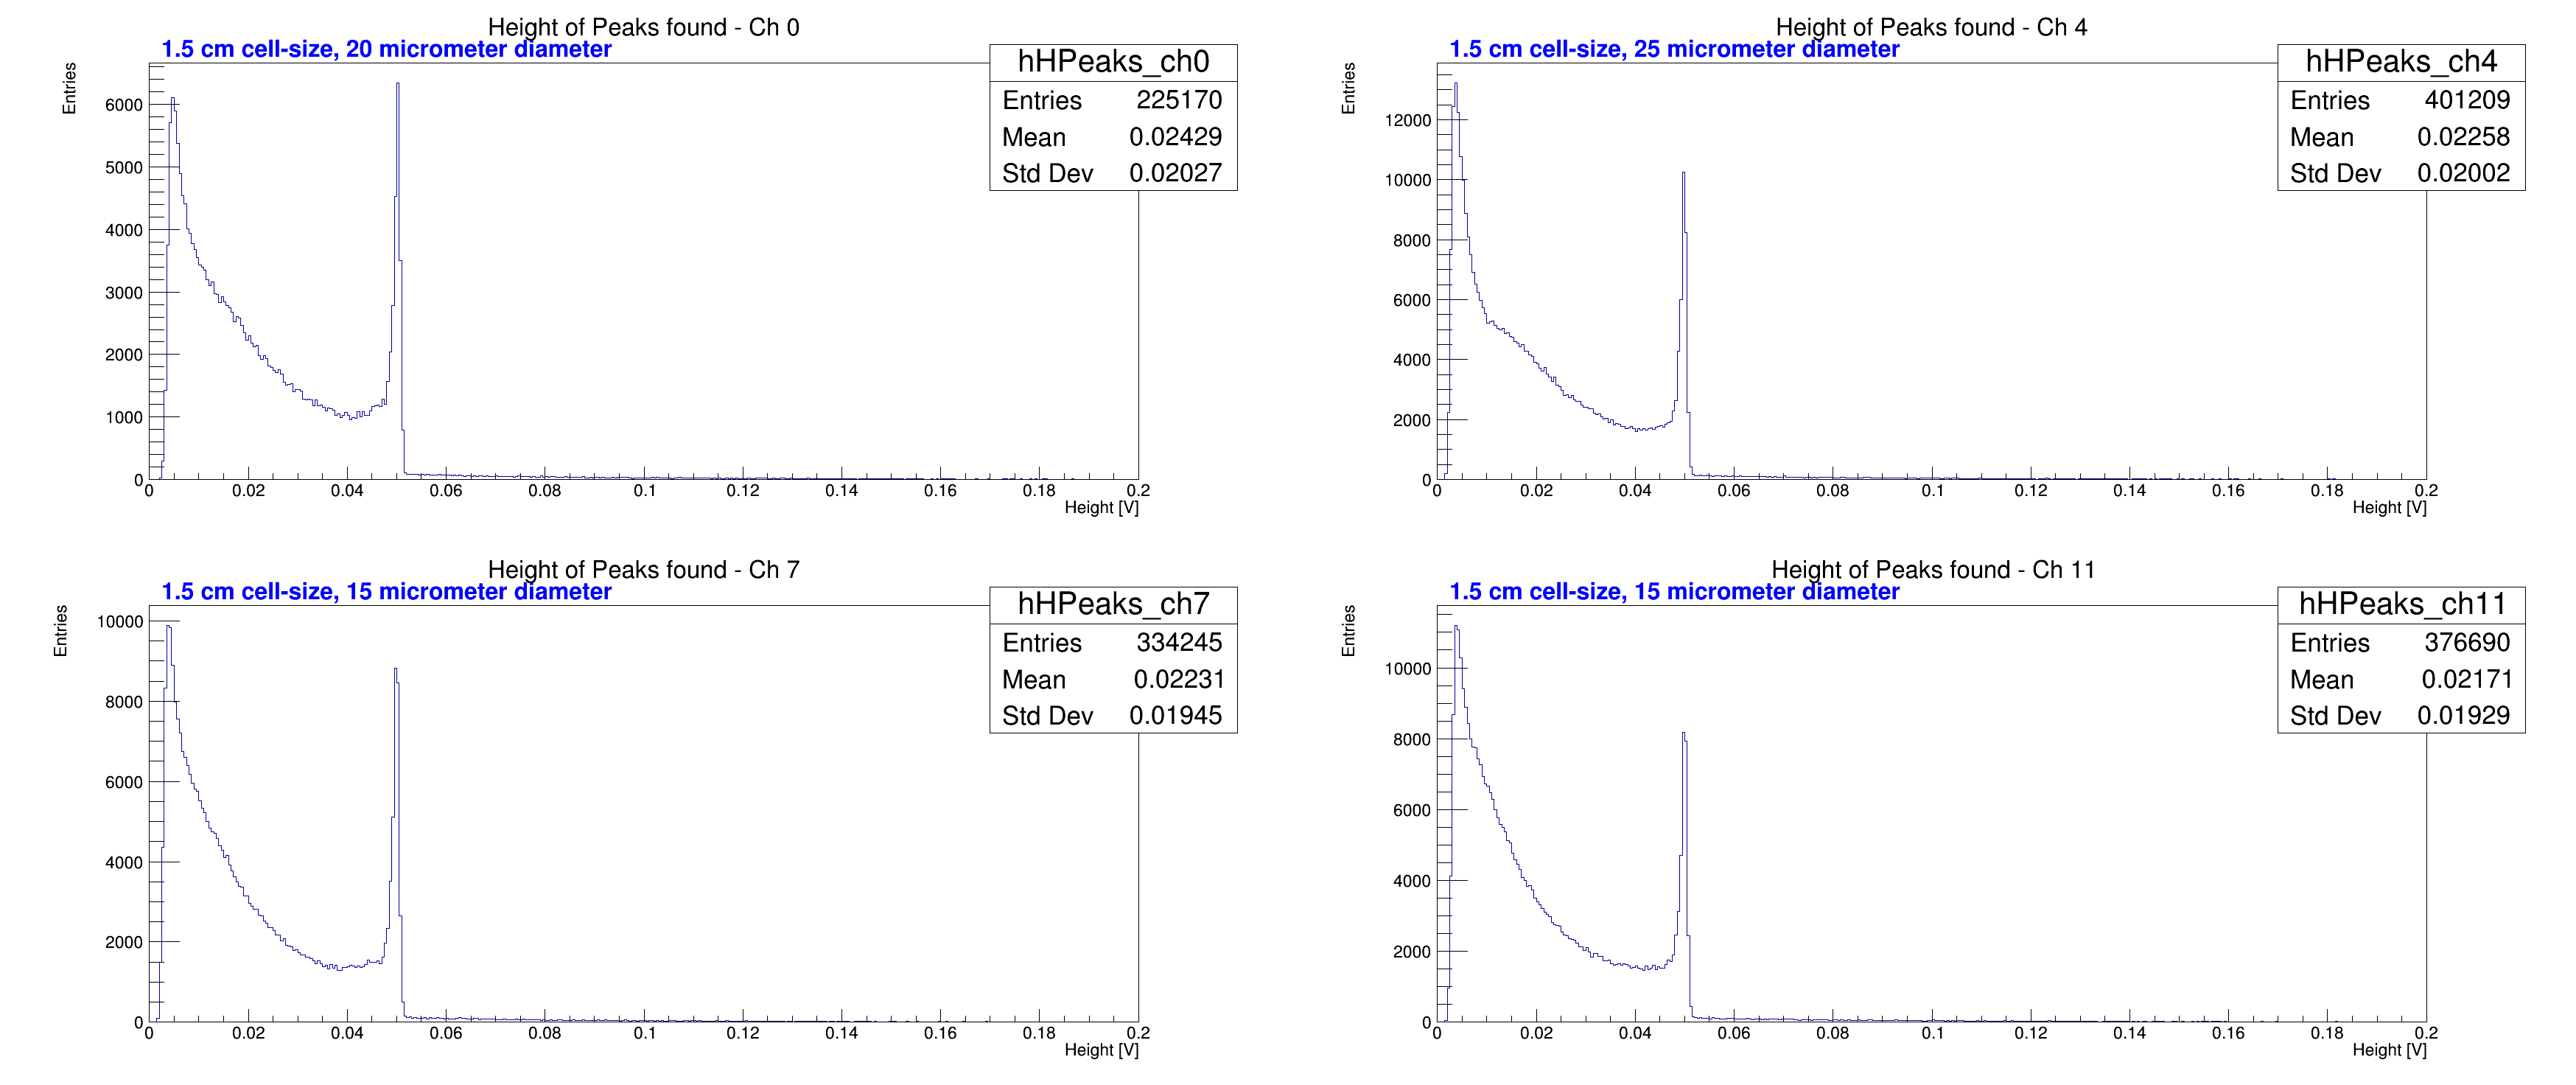 Height of Peaks found - Ch 0
1.5 cm cell-size, 20 micrometer diameter
Entries
hHPeaks_ch0
Entries 225170
Mean 0.02429
Std Dev 0.02027
6000
5000
4000
3000
2000
1000
0
0 0.02 0.04 0.06 0.08 0.1 0.12 0.14 0.16 0.18 0.2
Height [V]
Height of Peaks found - Ch 4
1.5 cm cell-size, 25 micrometer diameter
Entries
hHPeaks_ch4
Entries 401209
Mean 0.02258
Std Dev 0.02002
12000
10000
8000
6000
4000
2000
0
0 0.02 0.04 0.06 0.08 0.1 0.12 0.14 0.16 0.18 0.2
Height [V]
Height of Peaks found - Ch 7
1.5 cm cell-size, 15 micrometer diameter
Entries
hHPeaks_ch7
Entries 334245
Mean 0.02231
Std Dev 0.01945
10000
8000
6000
4000
2000
0
0 0.02 0.04 0.06 0.08 0.1 0.12 0.14 0.16 0.18 0.2
Height [V]
Height of Peaks found - Ch 11
1.5 cm cell-size, 15 micrometer diameter
Entries
hHPeaks_ch11
Entries 376690
Mean 0.02171
Std Dev 0.01929
10000
8000
6000
4000
2000
0
0 0.02 0.04 0.06 0.08 0.1 0.12 0.14 0.16 0.18 0.2
Height [V]